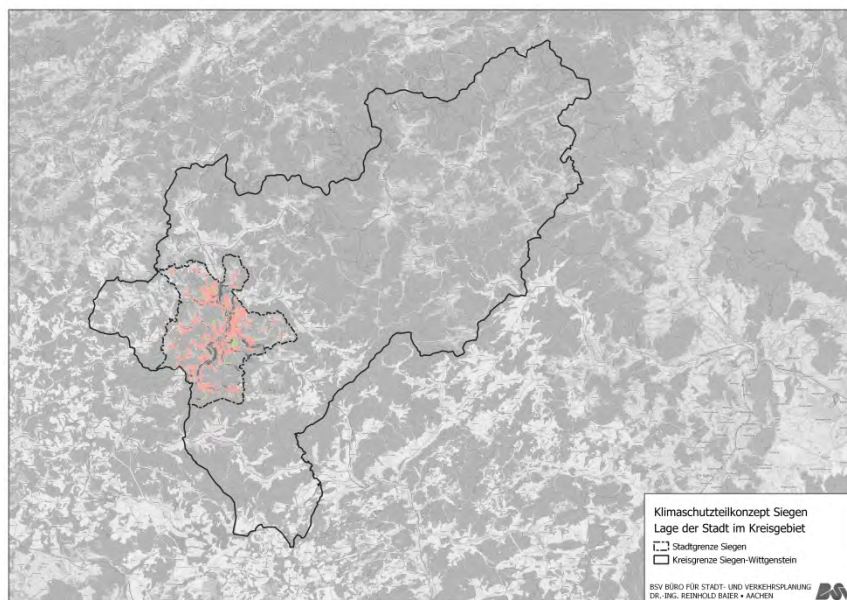 Klimaschutzteilkonzept Siegen
Lage der Stadt im Kreisgebiet
Stadtgrenze Siegen
Kreisgrenze Siegen-Wittgenstein
BSV BÜRO FÜR STADT- UND VERKEHRSPLANUNG
DR.-ING. REINHOLD BAIER • AACHEN